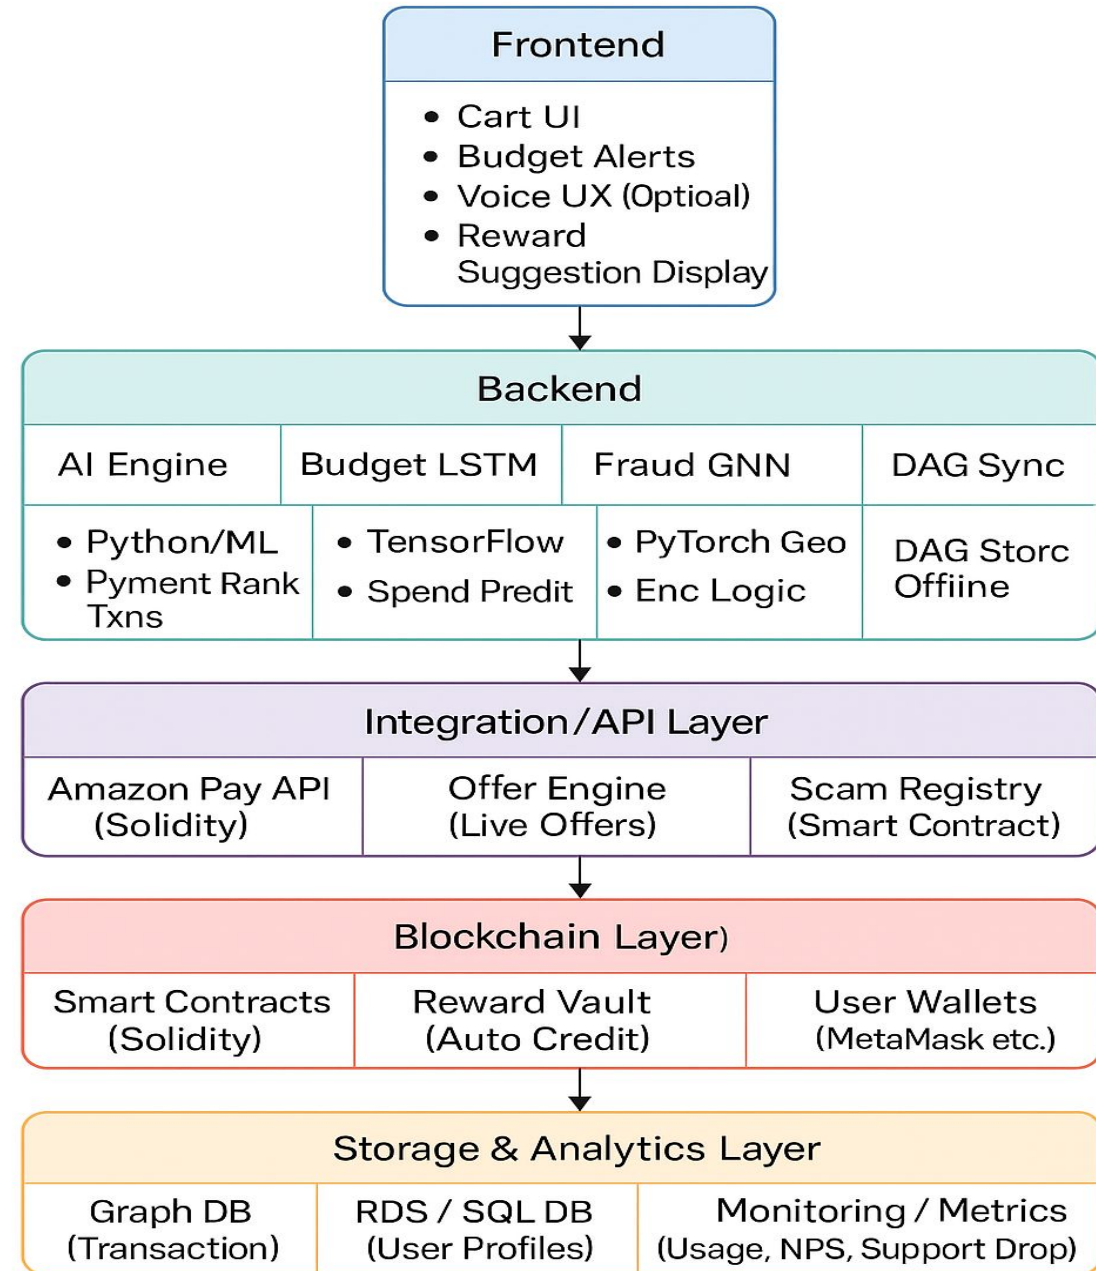 Frontend
• Cart UI
• Budget Alerts
• Voice UX (Optioal)
• Reward
Suggestion Display
Backend
AI Engine
Budget LSTM
Fraud GNN
DAG Sync
• Python/ML
• Pyment Rank
Txns
• TensorFlow
• Spend Predit
• PyTorch Geo
• Enc Logic
DAG Storc
Offiine
Integration/API Layer
Amazon Pay API
(Solidity)
Offer Engine
(Live Offers)
Scam Registry
(Smart Contract)
Blockchain Layer)
Smart Contracts
(Solidity)
Reward Vault
(Auto Credit)
User Wallets
(MetaMask etc.)
Storage & Analytics Layer
Graph DB
(Transaction)
RDS / SQL DB
(User Profiles)
Monitoring / Metrics
(Usage, NPS, Support Drop)